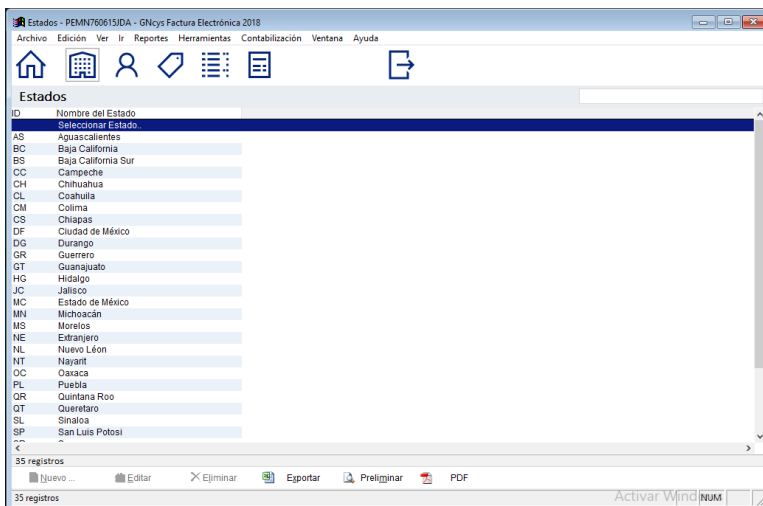 Estados - PEMN760615JDA - GNcys Factura Electrónica 2018
Archivo Edición Ver Ir Reportes Herramientas Contabilización Ventana Ayuda
Estados
ID Nombre del Estado
Seleccionar Estado..
AS Aguascalientes
BC Baja California
BS Baja California Sur
CC Campeche
CH Chihuahua
CL Coahuila
CM Colima
CS Chiapas
DF Ciudad de México
DG Durango
GR Guerrero
GT Guanajuato
HG Hidalgo
JC Jalisco
MC Estado de México
MN Michoacán
MS Morelos
NE Extranjero
NL Nuevo Léon
NT Nayarit
OC Oaxaca
PL Puebla
QR Quintana Roo
QT Queretaro
SL Sinaloa
SP San Luis Potosi
35 registros
Nuevo ... Editar Eliminar Exportar Preliminar PDF
35 registros Activar Wind NUM